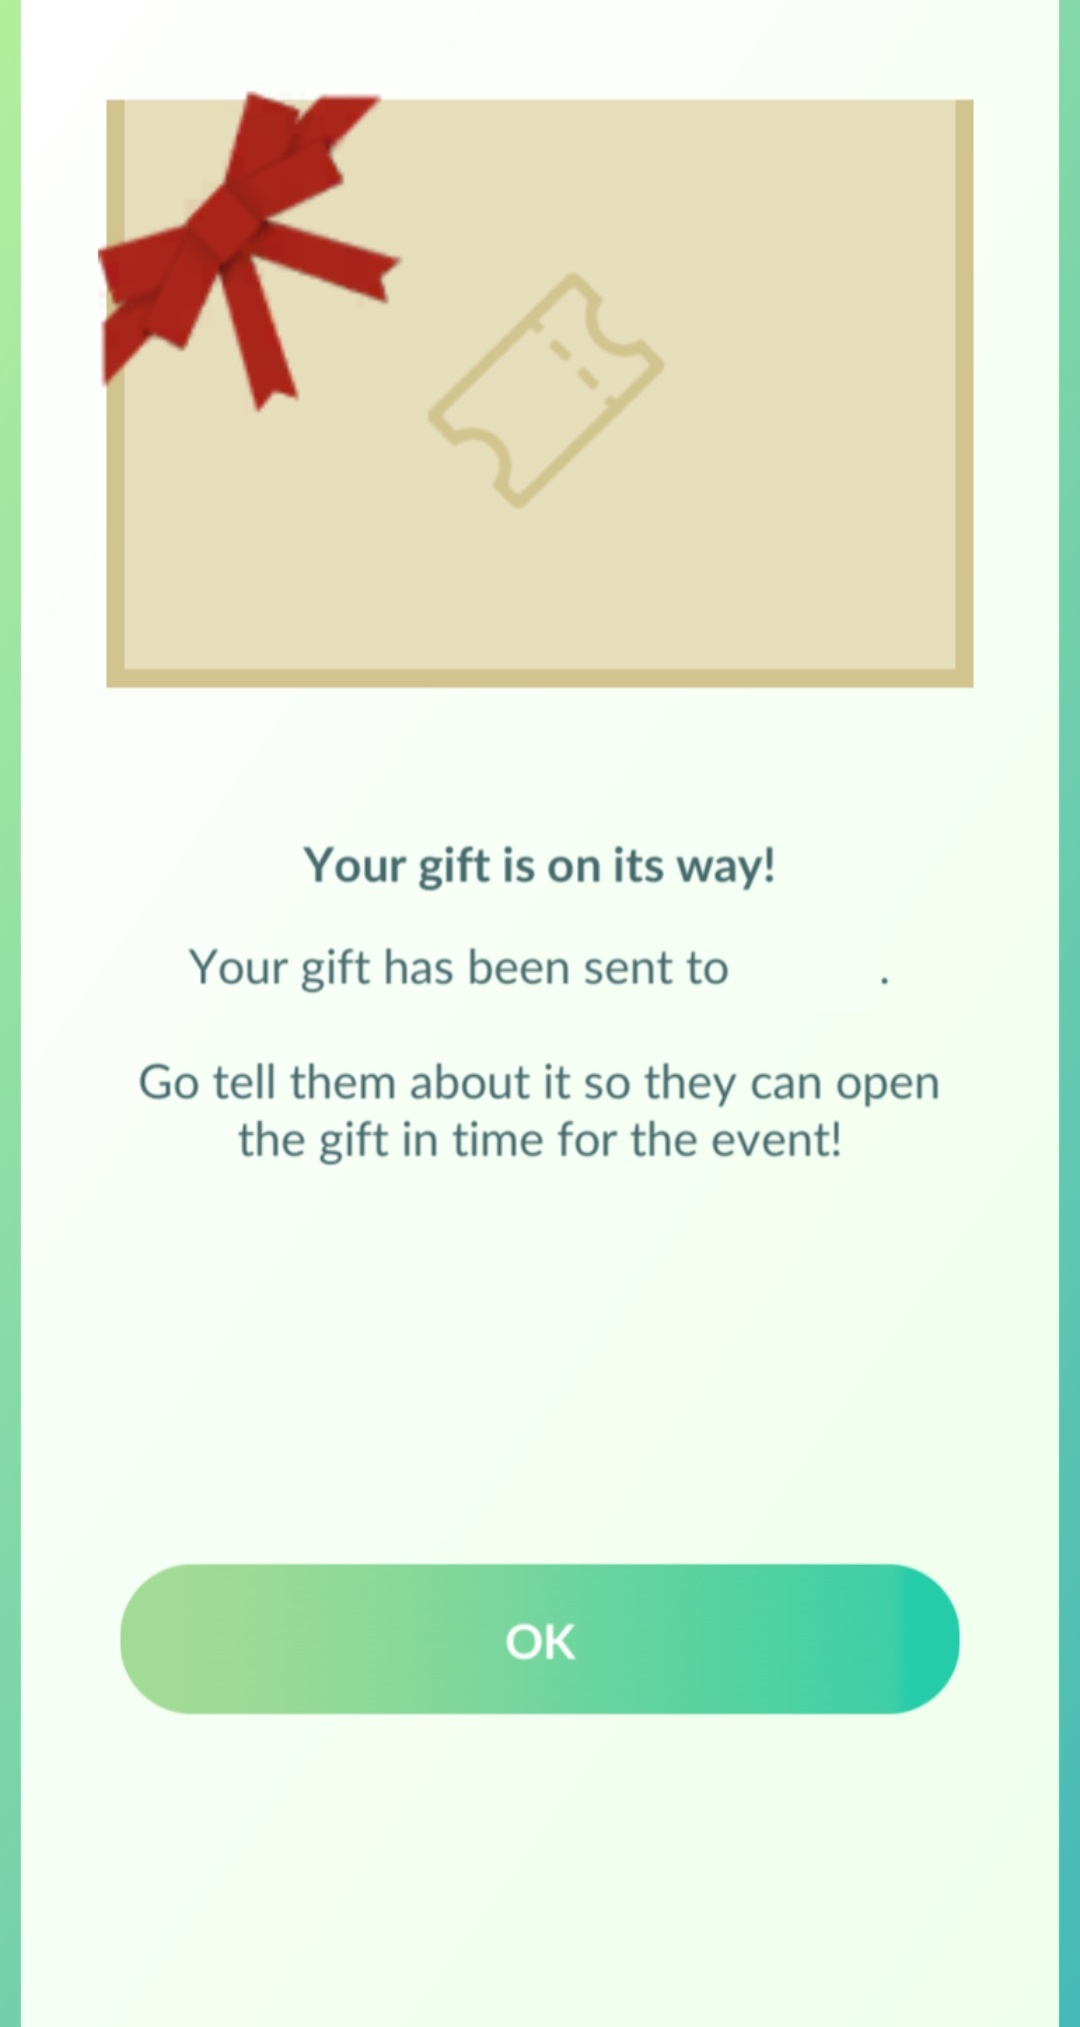 Your gift is on its way!
Your gift has been sent to .
Go tell them about it so they can open
the gift in time for the event!
OK